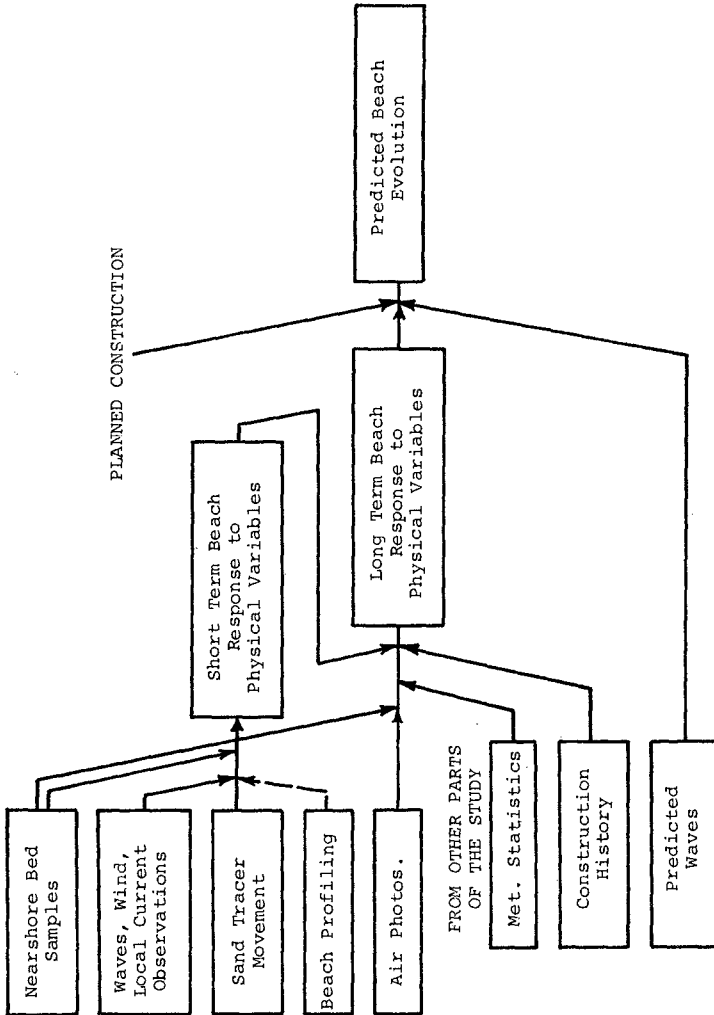 Nearshore Bed
Samples
Waves, Wind,
Local Current
Observations
Sand Tracer
Movement
Beach Profiling
Air Photos.
FROM OTHER PARTS
OF THE STUDY
Met. Statistics
Construction
History
Predicted
Waves
Short Term Beach
Response to
Physical Variables
Long Term Beach
Response to
Physical Variables
PLANNED CONSTRUCTION
Predicted Beach
Evolution